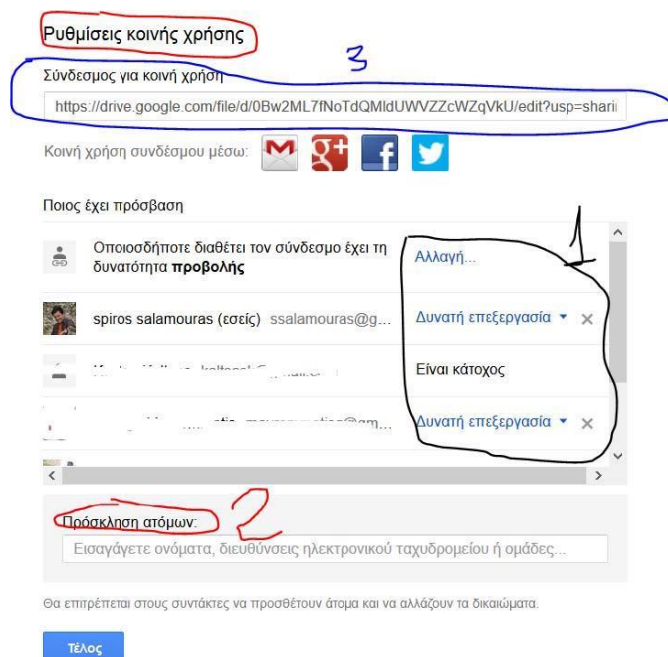 Ρυθμίσεις κοινής χρήσης
3
Σύνδεσμος για κοινή χρήση
https://drive.google.com/file/d/0Bw2ML7fNoTdQMldUWVZZcWZqVkU/edit?usp=sharii
Κοινή χρήση συνδέσμου μέσω:
Ποιος έχει πρόσβαση
1
Οποιοσδήποτε διαθέτει τον σύνδεσμο έχει τη
δυνατότητα προβολής
Αλλαγή...
spiros salamouras (εσείς) ssalamouras@g... Δυνατή επεξεργασία
Είναι κάτοχος
Δυνατή επεξεργασία
2
Πρόσκληση ατόμων:
Εισαγάγετε ονόματα, διευθύνσεις ηλεκτρονικού ταχυδρομείου ή ομάδες...
Θα επιτρέπεται στους συντάκτες να προσθέτουν άτομα και να αλλάζουν τα δικαιώματα.
Τέλος